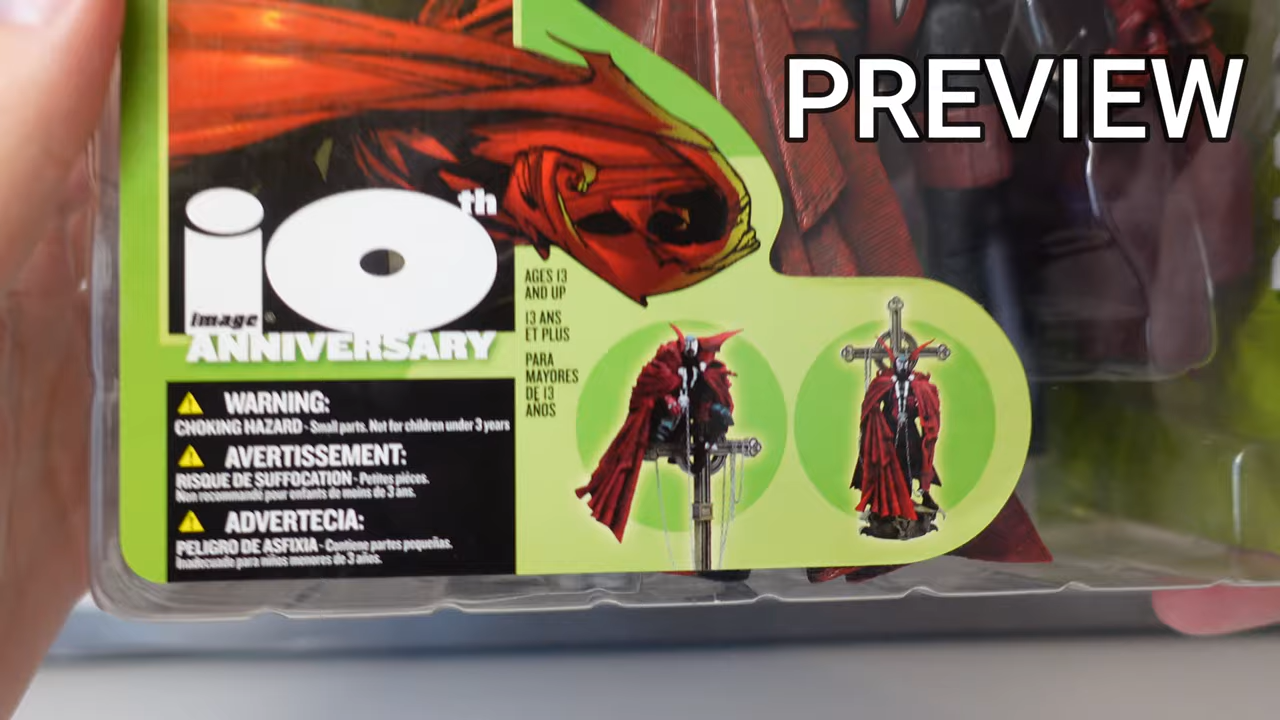 PREVIEW
i0th
image
ANNIVERSARY
AGES 13
AND UP
13 ANS
ET PLUS
PARA
MAYORES
DE 13
AÑOS
WARNING:
CHOKING HAZARD - Small parts. Not for children under 3 years
AVERTISSEMENT:
RISQUE DE SUFFOCATION - Petites pièces.
Non recommandé pour enfants de moins de 3 ans.
ADVERTECIA:
PELIGRO DE ASFIXIA - Contiene partes pequeñas.
Inadecuado para niños menores de 3 años.